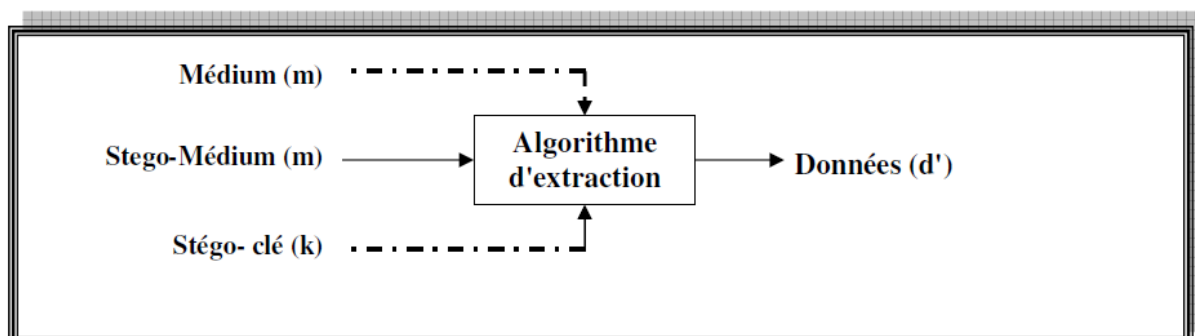 Médium (m)
Stego-Médium (m)
Algorithme
d'extraction
Données (d')
Stégo- clé (k)